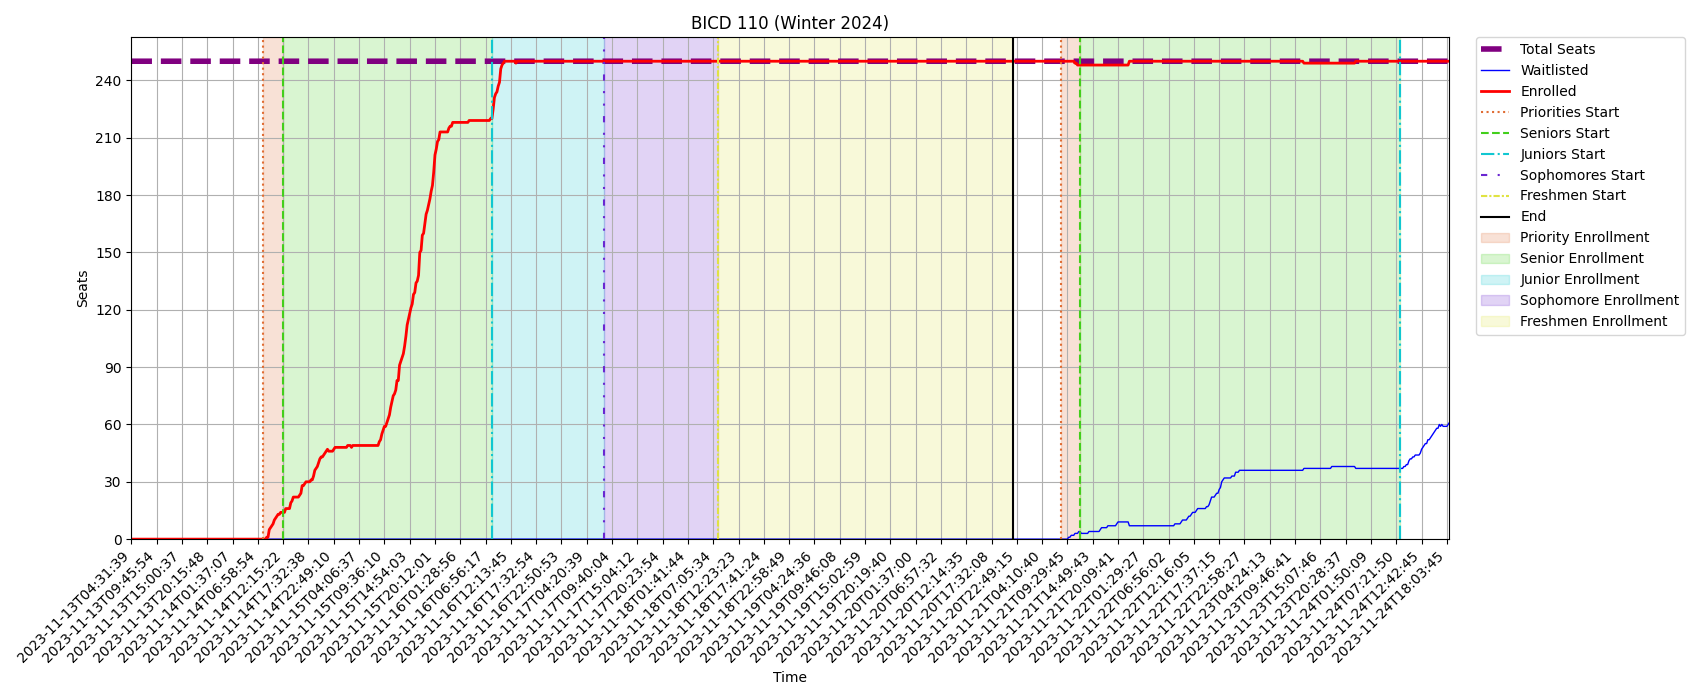 BICD 110 (Winter 2024)
Seats
240
210
180
150
120
90
60
30
0
2023-11-13T04:31:39
2023-11-13T09:45:54
2023-11-13T15:00:37
2023-11-13T20:15:48
2023-11-14T01:37:07
2023-11-14T06:58:54
2023-11-14T12:15:22
2023-11-14T17:32:38
2023-11-14T22:49:10
2023-11-15T04:06:37
2023-11-15T09:36:10
2023-11-15T14:54:03
2023-11-15T20:12:01
2023-11-16T01:28:56
2023-11-16T06:56:17
2023-11-16T12:13:45
2023-11-16T17:32:54
2023-11-16T22:50:53
2023-11-17T04:20:39
2023-11-17T09:40:04
2023-11-17T15:04:12
2023-11-17T20:23:54
2023-11-18T01:41:44
2023-11-18T07:05:34
2023-11-18T12:23:23
2023-11-18T17:41:24
2023-11-18T22:58:49
2023-11-19T04:24:36
2023-11-19T09:46:08
2023-11-19T15:02:59
2023-11-19T20:19:40
2023-11-20T01:37:00
2023-11-20T06:57:32
2023-11-20T12:14:35
2023-11-20T17:32:08
2023-11-20T22:49:15
2023-11-21T04:10:40
2023-11-21T09:29:45
2023-11-21T14:49:43
2023-11-21T20:09:41
2023-11-22T01:29:27
2023-11-22T06:56:02
2023-11-22T12:16:05
2023-11-22T17:37:15
2023-11-22T22:58:27
2023-11-23T04:24:13
2023-11-23T09:46:41
2023-11-23T15:07:46
2023-11-23T20:28:37
2023-11-24T01:50:09
2023-11-24T07:21:50
2023-11-24T12:42:45
2023-11-24T18:03:45
Time
Total Seats
Waitlisted
Enrolled
Priorities Start
Seniors Start
Juniors Start
Sophomores Start
Freshmen Start
End
Priority Enrollment
Senior Enrollment
Junior Enrollment
Sophomore Enrollment
Freshmen Enrollment